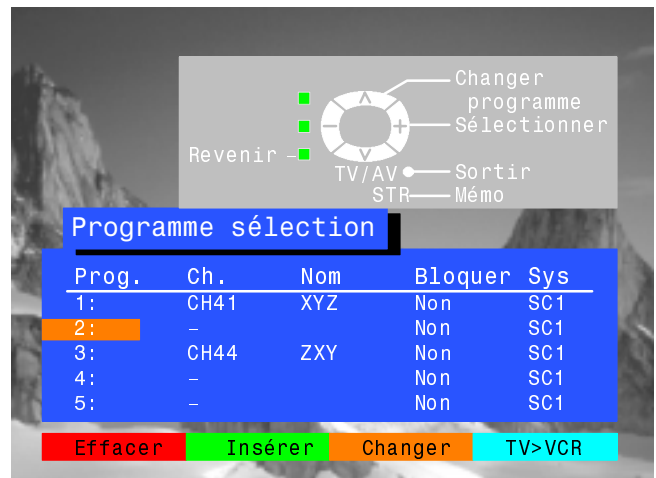 Changer
programme
Sélectionner
Revenir
TV/AV Sortir
STR Mémo
Programme sélection
Prog. Ch. Nom Bloquer Sys
1: CH41 XYZ Non SC1
2: – Non SC1
3: CH44 ZXY Non SC1
4: – Non SC1
5: – Non SC1
Effacer Insérer Changer TV>VCR